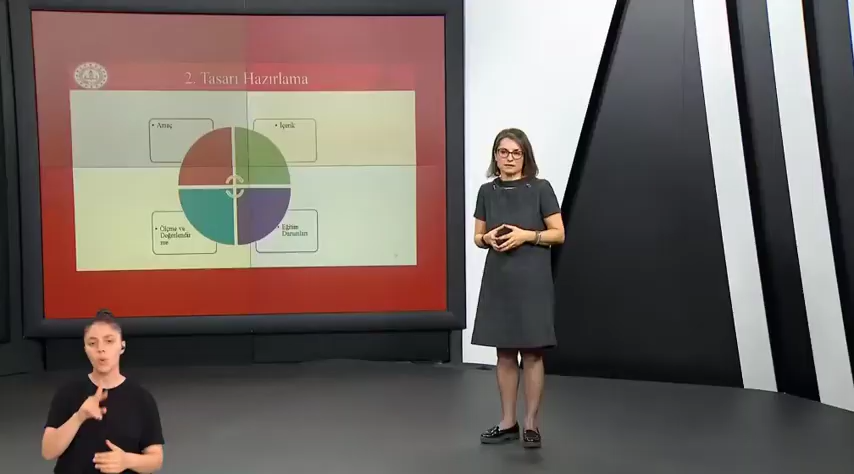 2. Tasarı Hazırlama
• Amaç
• İçerik
• Ölçme ve
Değerlendir
me
• Eğitim
Durumları